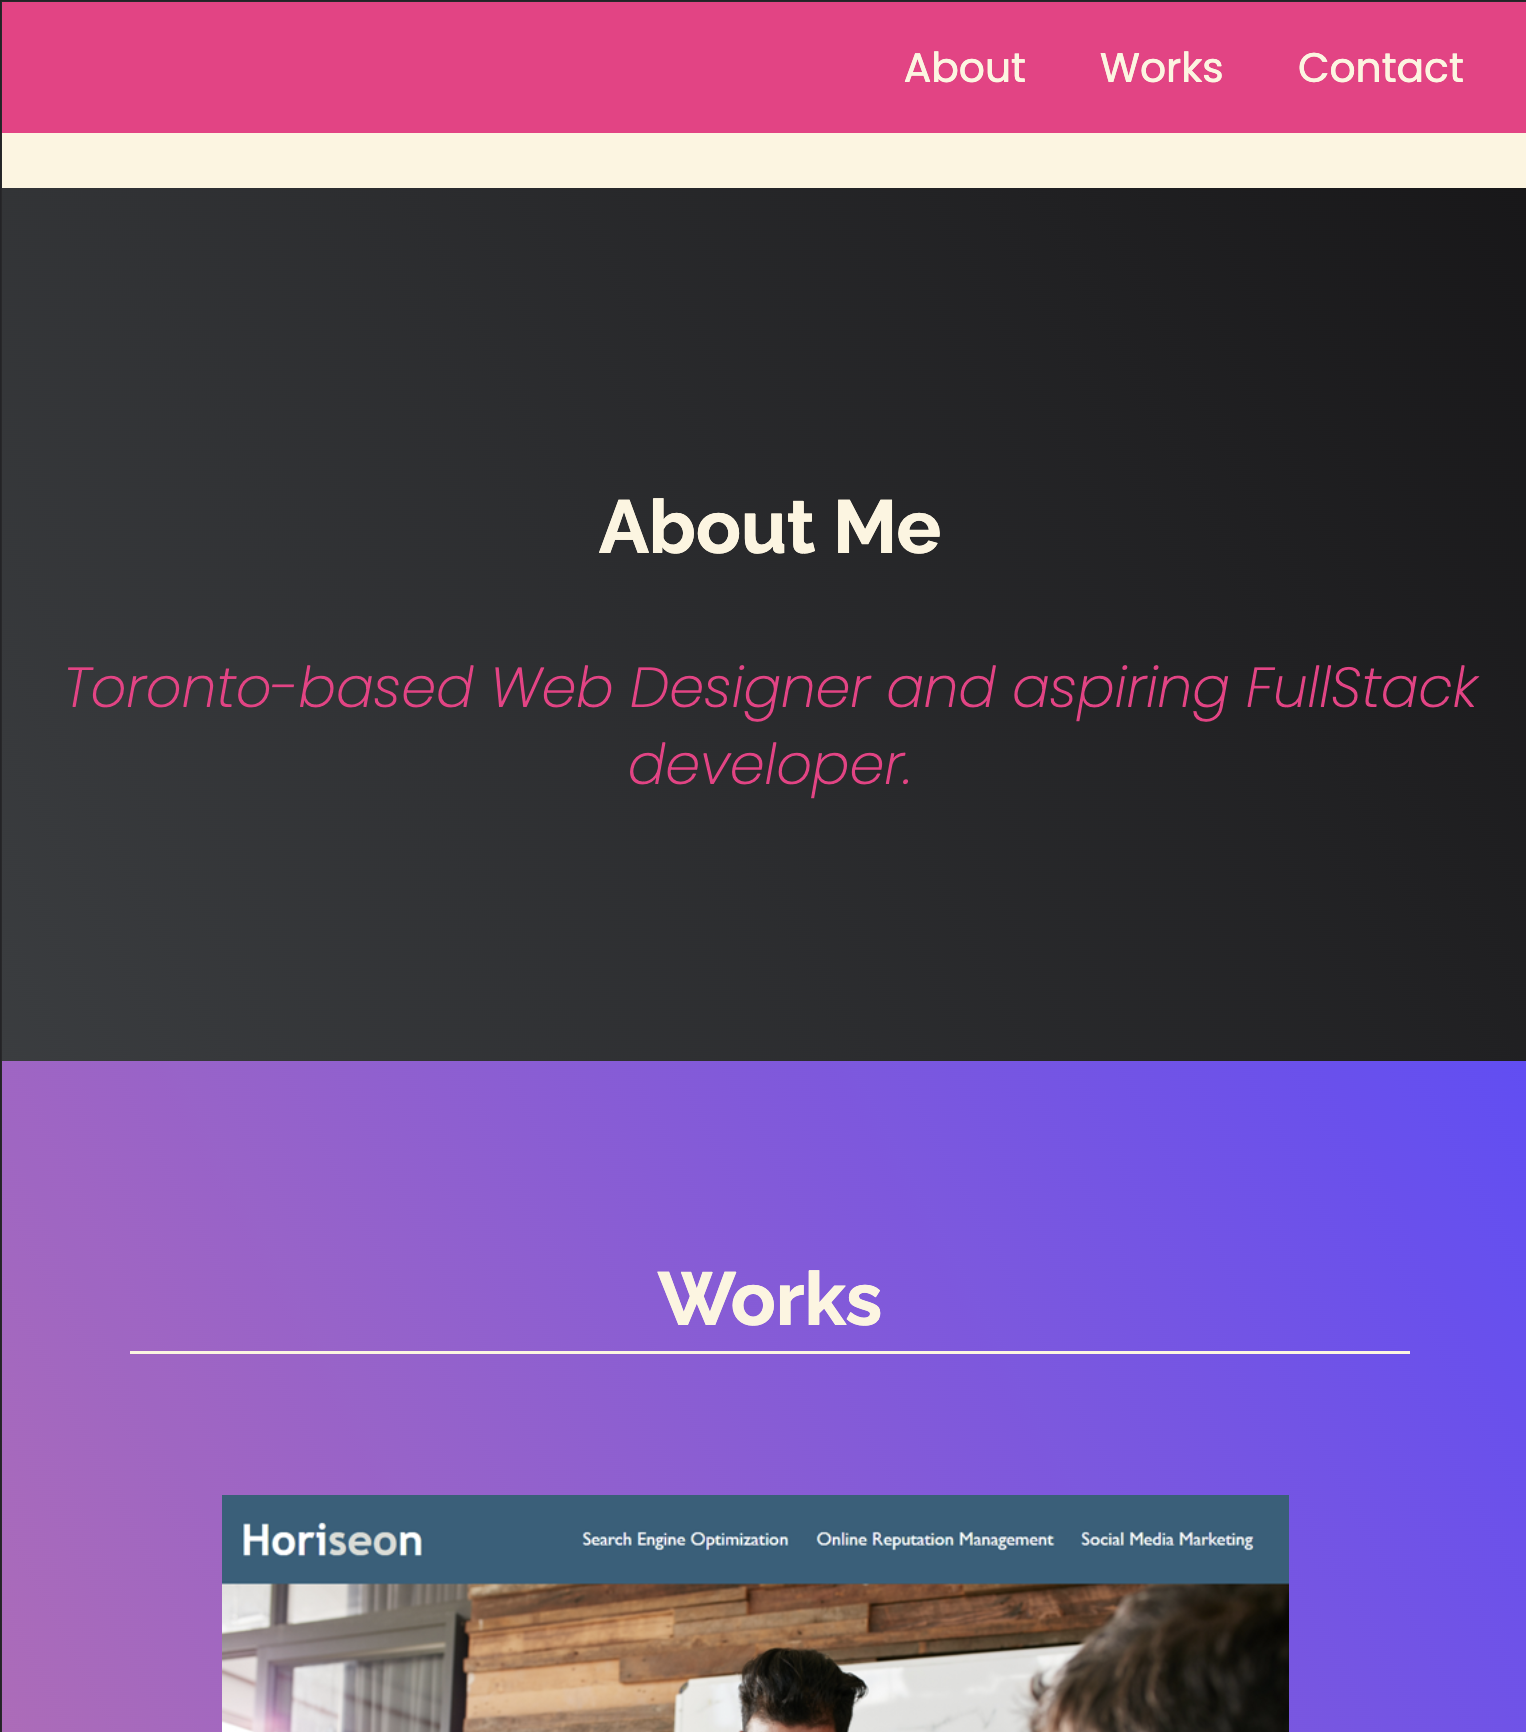 About Works Contact
About Me
Toronto-based Web Designer and aspiring FullStack
developer.
Works
Horiseon Search Engine Optimization Online Reputation Management Social Media Marketing